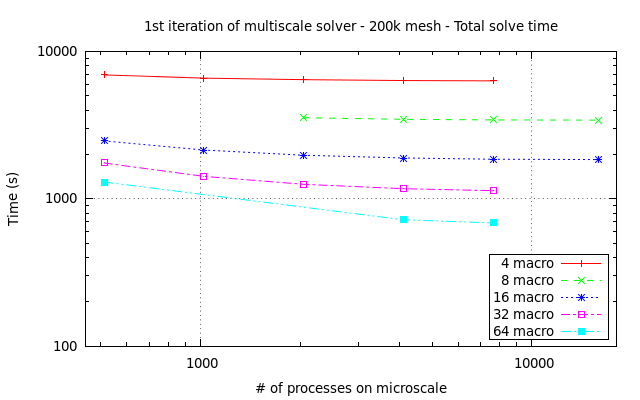 1st iteration of multiscale solver - 200k mesh - Total solve time
10000
1000
100
Time (s)
4 macro
8 macro
16 macro
32 macro
64 macro
1000
10000
# of processes on microscale